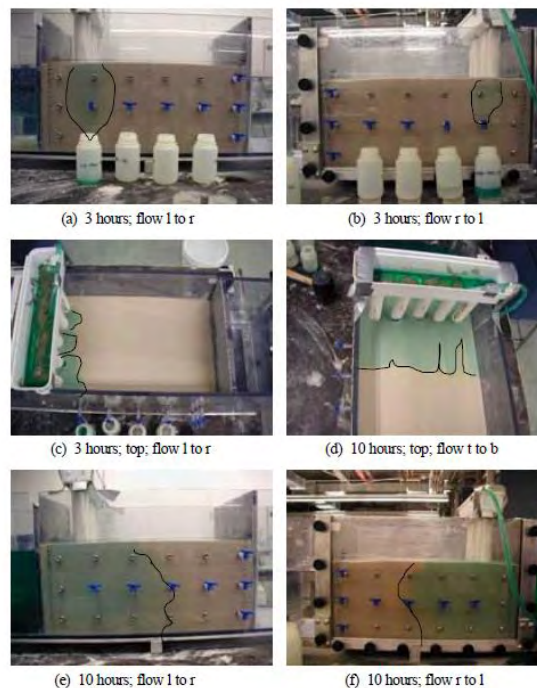 (a) 3 hours; flow l to r
(b) 3 hours; flow r to l
(c) 3 hours; top; flow l to r
(d) 10 hours; top; flow t to b
(e) 10 hours; flow l to r
(f) 10 hours; flow r to l